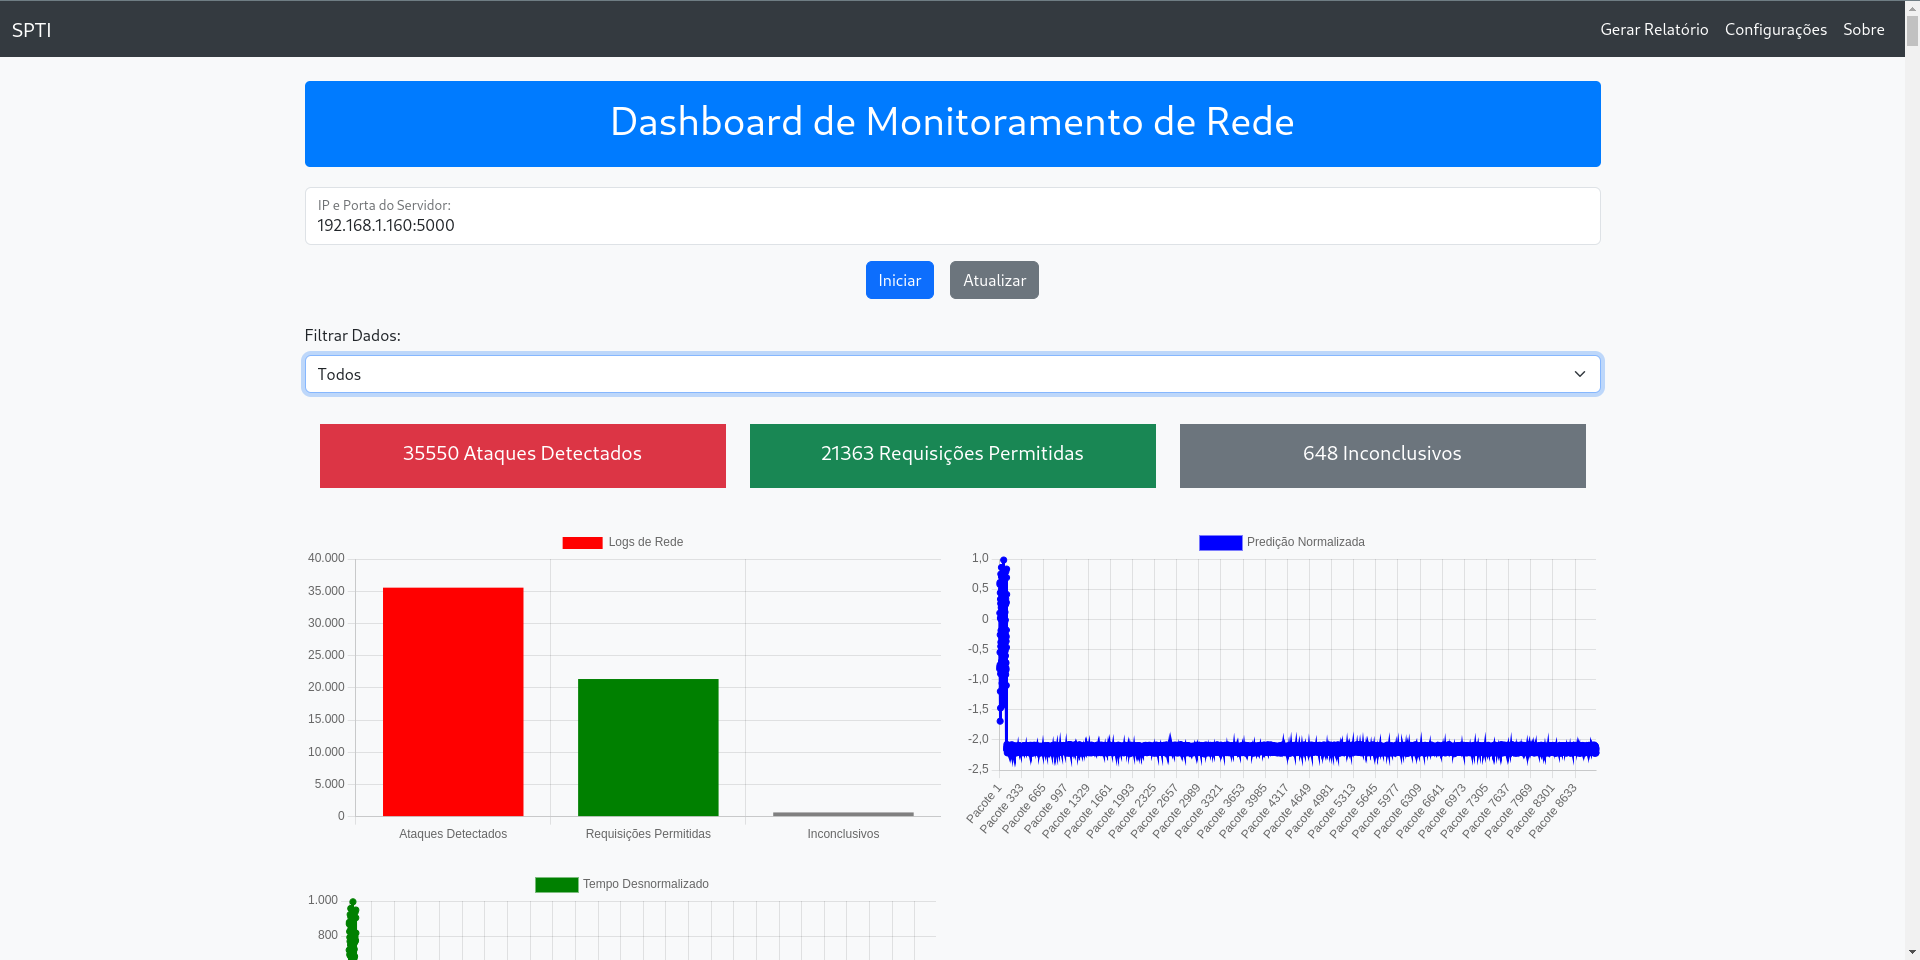 SPTI
Gerar Relatório Configurações Sobre
Dashboard de Monitoramento de Rede
IP e Porta do Servidor:
192.168.1.160:5000
Iniciar Atualizar
Filtrar Dados:
Todos
35550 Ataques Detectados
21363 Requisições Permitidas
648 Inconclusivos
Logs de Rede
40.000
35.000
30.000
25.000
20.000
15.000
10.000
5.000
0
Ataques Detectados Requisições Permitidas Inconclusivos
Predição Normalizada
1,0
0,5
0
-0,5
-1,0
-1,5
-2,0
-2,5
Pacote 1
Pacote 333
Pacote 665
Pacote 997
Pacote 1329
Pacote 1661
Pacote 1993
Pacote 2325
Pacote 2657
Pacote 2989
Pacote 3321
Pacote 3653
Pacote 3985
Pacote 4317
Pacote 4649
Pacote 4981
Pacote 5313
Pacote 5645
Pacote 5977
Pacote 6309
Pacote 6641
Pacote 6973
Pacote 7305
Pacote 7637
Pacote 7969
Pacote 8301
Pacote 8633
Tempo Desnormalizado
1.000
800